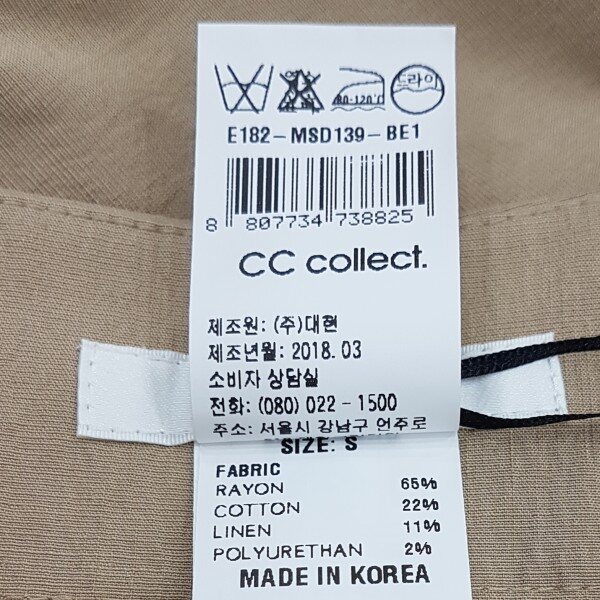 80-120℃ 드라이
E182-MSD139-BE1
8 807734 738825
CC collect.
제조원: (주)대현
제조년월: 2018. 03
소비자 상담실
전화: (080) 022-1500
주소: 서울시 강남구 언주로
SIZE: S
FABRIC
RAYON 65%
COTTON 22%
LINEN 11%
POLYURETHAN 2%
MADE IN KOREA